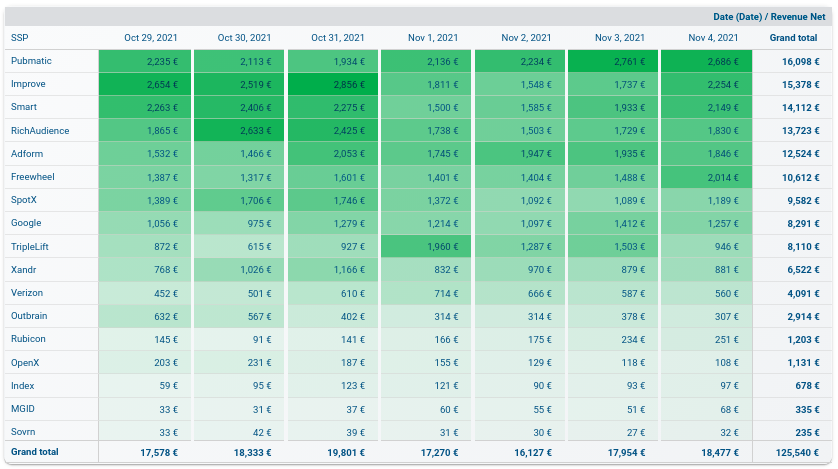 Date (Date) / Revenue Net
SSP Oct 29, 2021 Oct 30, 2021 Oct 31, 2021 Nov 1, 2021 Nov 2, 2021 Nov 3, 2021 Nov 4, 2021 Grand total
Pubmatic 2,235 € 2,113 € 1,934 € 2,136 € 2,234 € 2,761 € 2,686 € 16,098 €
Improve 2,654 € 2,519 € 2,856 € 1,811 € 1,548 € 1,737 € 2,254 € 15,378 €
Smart 2,263 € 2,406 € 2,275 € 1,500 € 1,585 € 1,933 € 2,149 € 14,112 €
RichAudience 1,865 € 2,633 € 2,425 € 1,738 € 1,503 € 1,729 € 1,830 € 13,723 €
Adform 1,532 € 1,466 € 2,053 € 1,745 € 1,947 € 1,935 € 1,846 € 12,524 €
Freewheel 1,387 € 1,317 € 1,601 € 1,401 € 1,404 € 1,488 € 2,014 € 10,612 €
SpotX 1,389 € 1,706 € 1,746 € 1,372 € 1,092 € 1,089 € 1,189 € 9,582 €
Google 1,056 € 975 € 1,279 € 1,214 € 1,097 € 1,412 € 1,257 € 8,291 €
TripleLift 872 € 615 € 927 € 1,960 € 1,287 € 1,503 € 946 € 8,110 €
Xandr 768 € 1,026 € 1,166 € 832 € 970 € 879 € 881 € 6,522 €
Verizon 452 € 501 € 610 € 714 € 666 € 587 € 560 € 4,091 €
Outbrain 632 € 567 € 402 € 314 € 314 € 378 € 307 € 2,914 €
Rubicon 145 € 91 € 141 € 166 € 175 € 234 € 251 € 1,203 €
OpenX 203 € 231 € 187 € 155 € 129 € 118 € 108 € 1,131 €
Index 59 € 95 € 123 € 121 € 90 € 93 € 97 € 678 €
MGID 33 € 31 € 37 € 60 € 55 € 51 € 68 € 335 €
Sovrn 33 € 42 € 39 € 31 € 30 € 27 € 32 € 235 €
Grand total 17,578 € 18,333 € 19,801 € 17,270 € 16,127 € 17,954 € 18,477 € 125,540 €